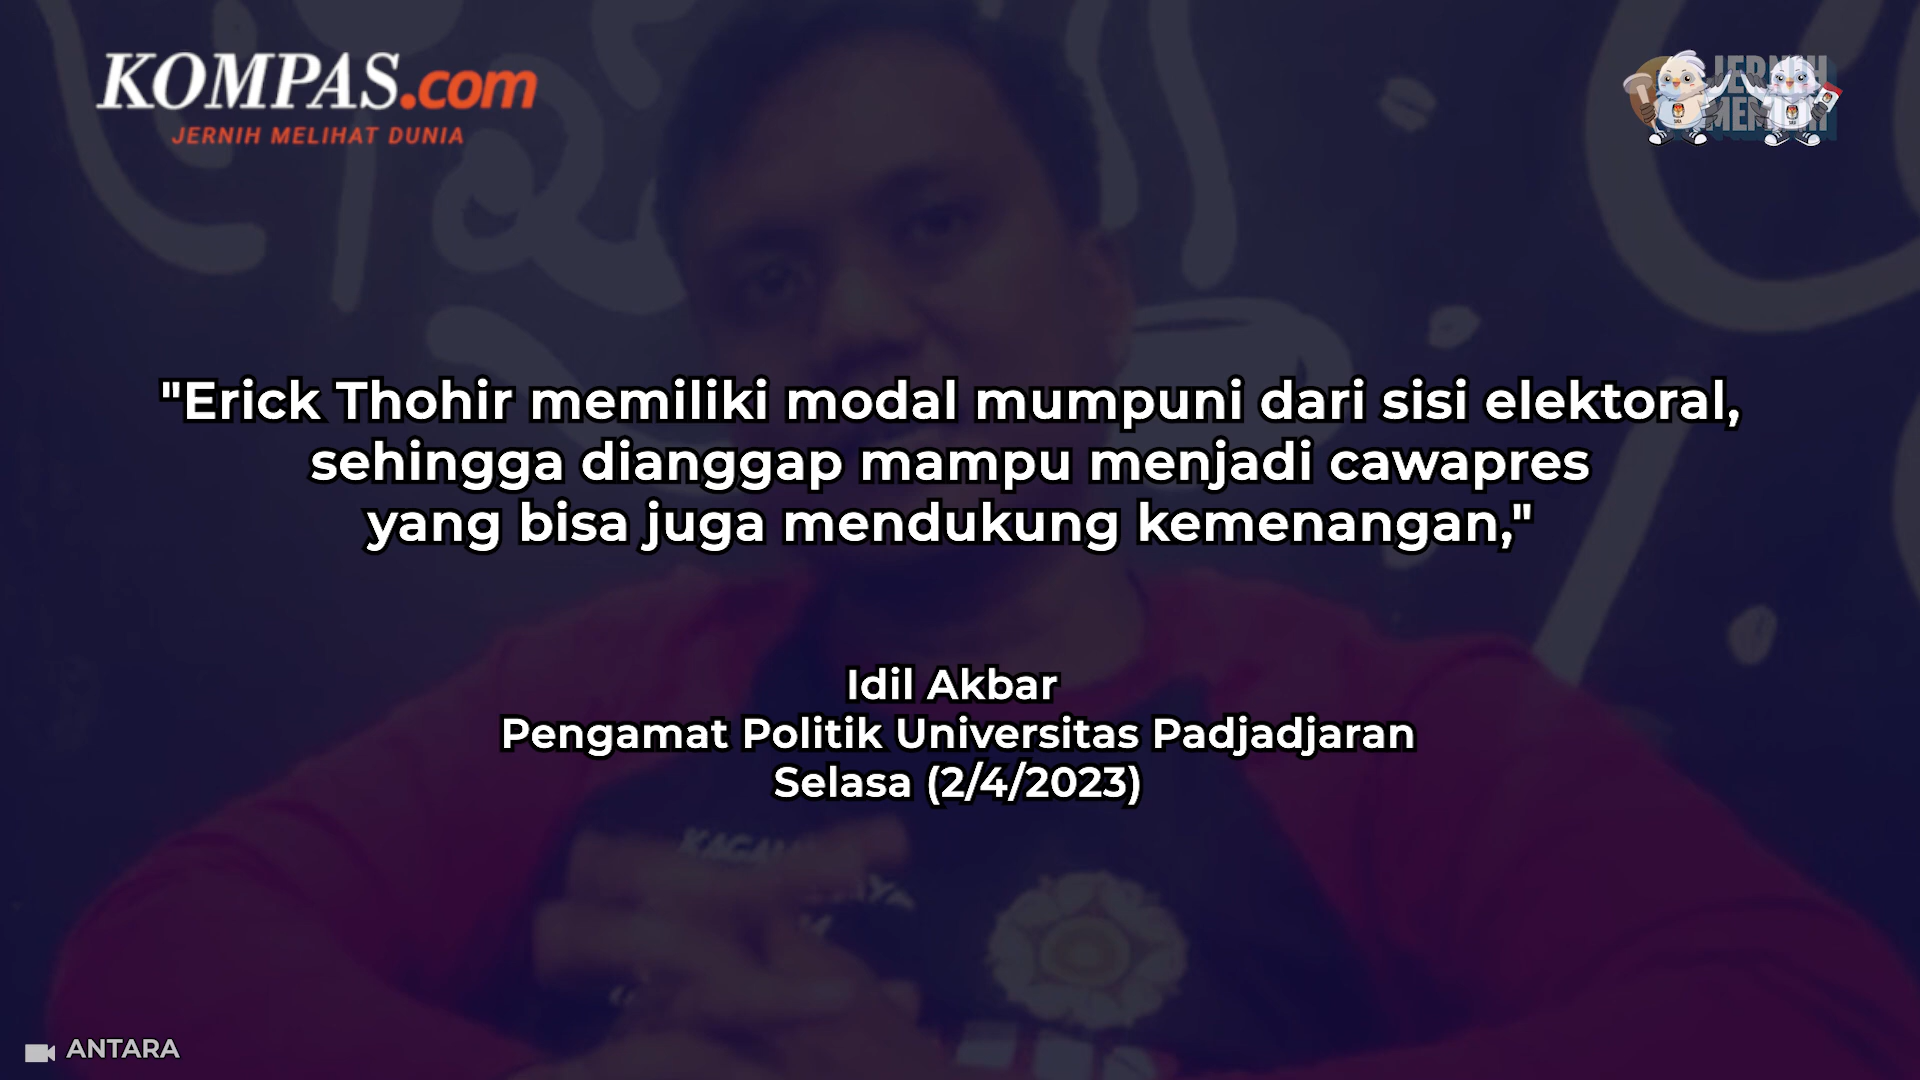 KOMPAS.com
JERNIH MELIHAT DUNIA
JERNIH
"Erick Thohir memiliki modal mumpuni dari sisi elektoral,
sehingga dianggap mampu menjadi cawapres
yang bisa juga mendukung kemenangan,"
Idil Akbar
Pengamat Politik Universitas Padjadjaran
Selasa (2/4/2023)
ANTARA